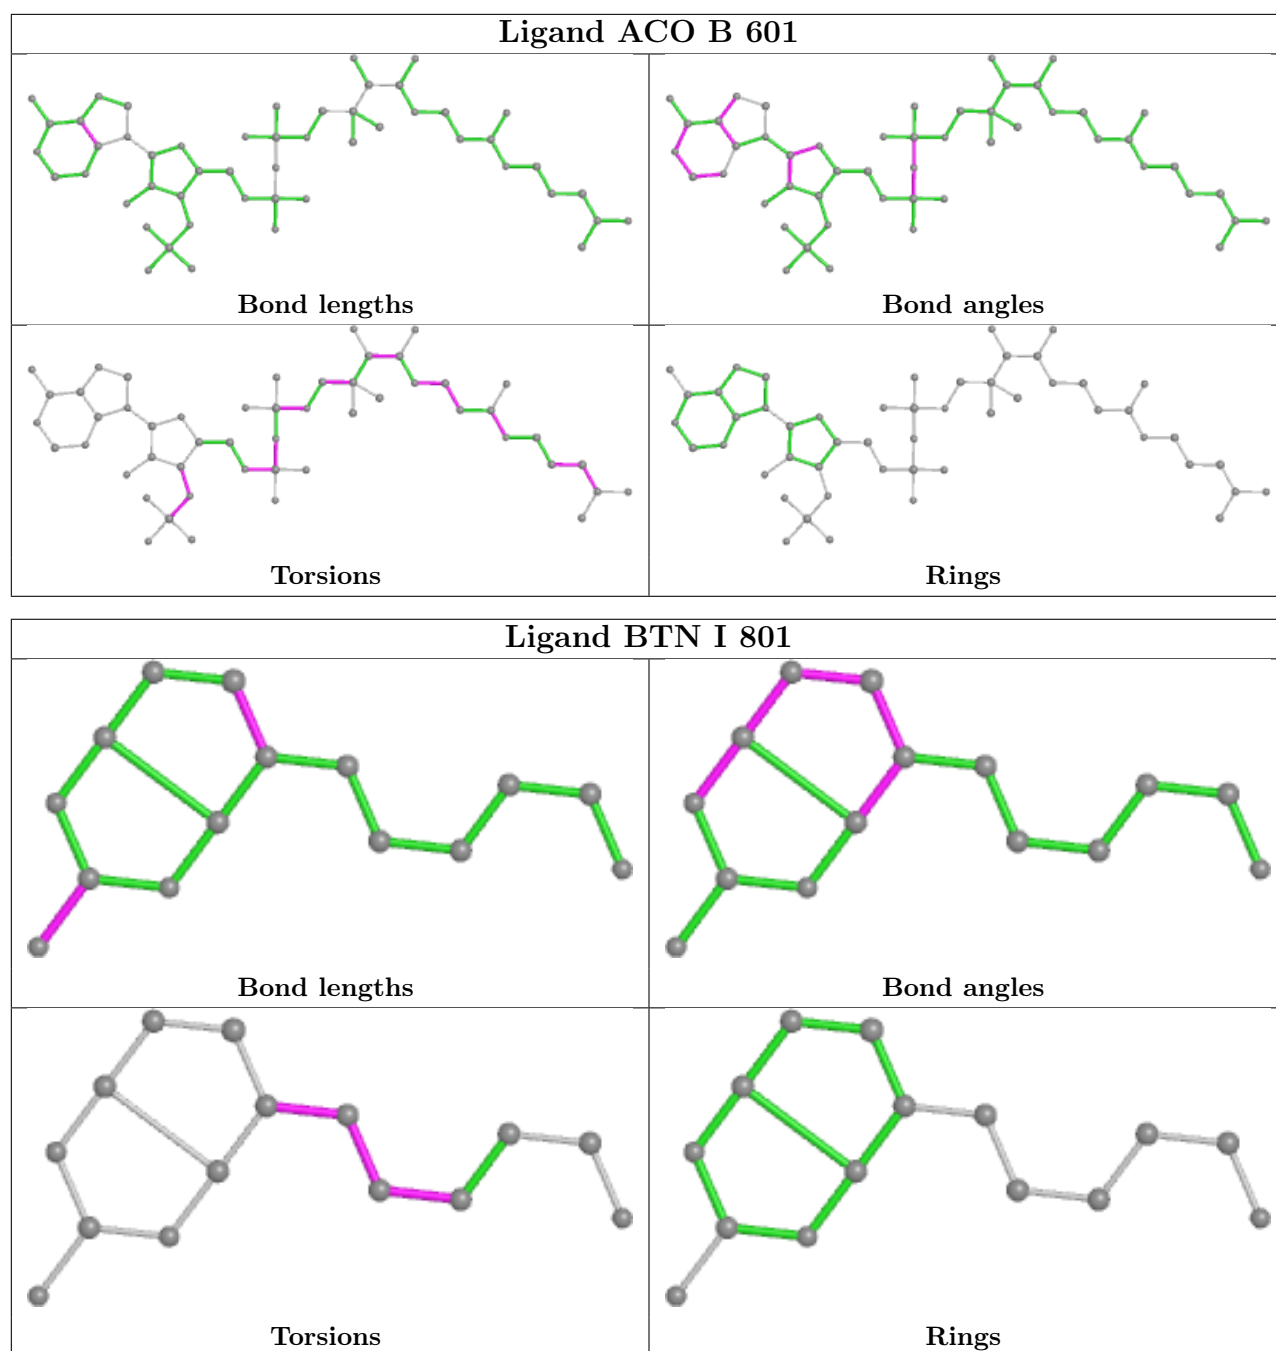 Ligand ACO B 601
Bond lengths
Bond angles
Torsions
Rings
Ligand BTN I 801
Bond lengths
Bond angles
Torsions
Rings